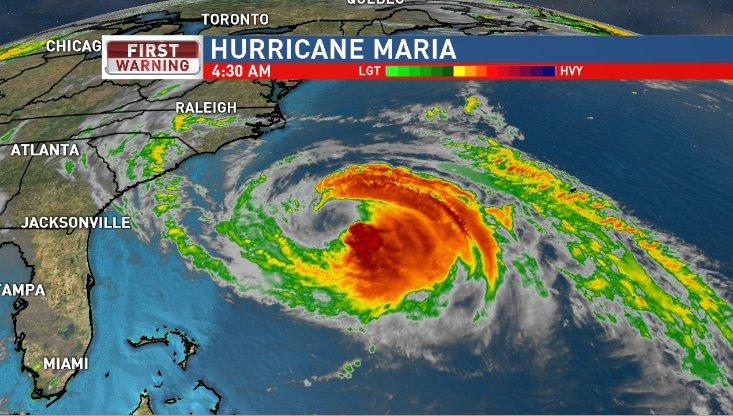 QUEBEC
TORONTO
CHICAG
FIRST
WARNING
HURRICANE MARIA
4:30 AM
LGT
HVY
RALEIGH
ATLANTA
JACKSONVILLE
TAMPA
MIAMI